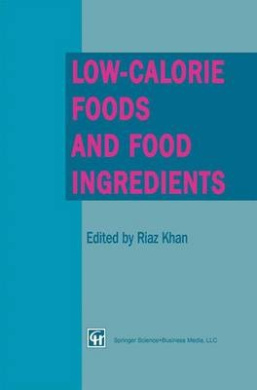 LOW-CALORIE
FOODS
AND FOOD
INGREDIENTS
Edited by Riaz Khan
Springer Science+Business Media, LLC